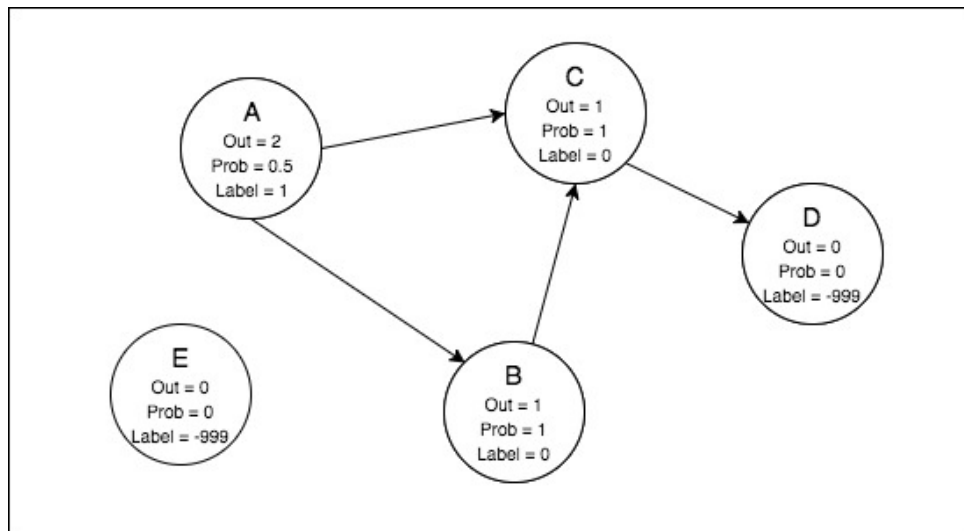 A
Out = 2
Prob = 0.5
Label = 1
C
Out = 1
Prob = 1
Label = 0
D
Out = 0
Prob = 0
Label = -999
E
Out = 0
Prob = 0
Label = -999
B
Out = 1
Prob = 1
Label = 0